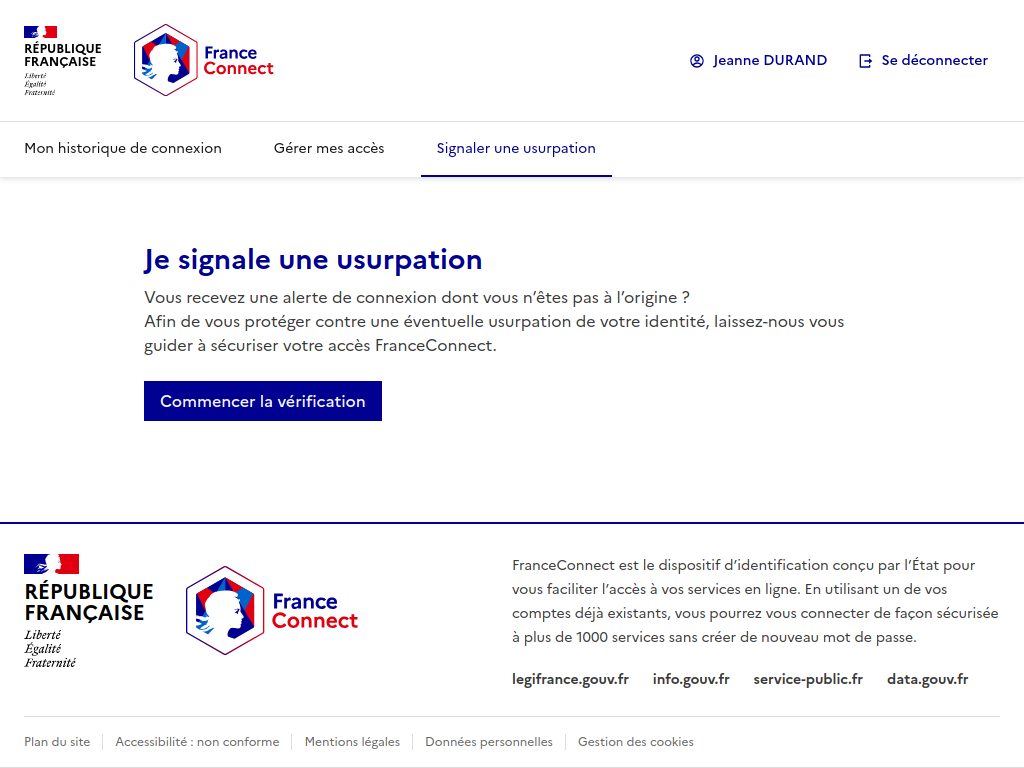 RÉPUBLIQUE
FRANÇAISE
Liberté
Égalité
Fraternité
France
Connect
Jeanne DURAND
Se déconnecter
Mon historique de connexion
Gérer mes accès
Signaler une usurpation
Je signale une usurpation
Vous recevez une alerte de connexion dont vous n’êtes pas à l’origine ?
Afin de vous protéger contre une éventuelle usurpation de votre identité, laissez-nous vous
guider à sécuriser votre accès FranceConnect.
Commencer la vérification
RÉPUBLIQUE
FRANÇAISE
Liberté
Égalité
Fraternité
France
Connect
FranceConnect est le dispositif d’identification conçu par l’État pour
vous faciliter l’accès à vos services en ligne. En utilisant un de vos
comptes déjà existants, vous pourrez vous connecter de façon sécurisée
à plus de 1000 services sans créer de nouveau mot de passe.
legifrance.gouv.fr
info.gouv.fr
service-public.fr
data.gouv.fr
Plan du site
Accessibilité : non conforme
Mentions légales
Données personnelles
Gestion des cookies